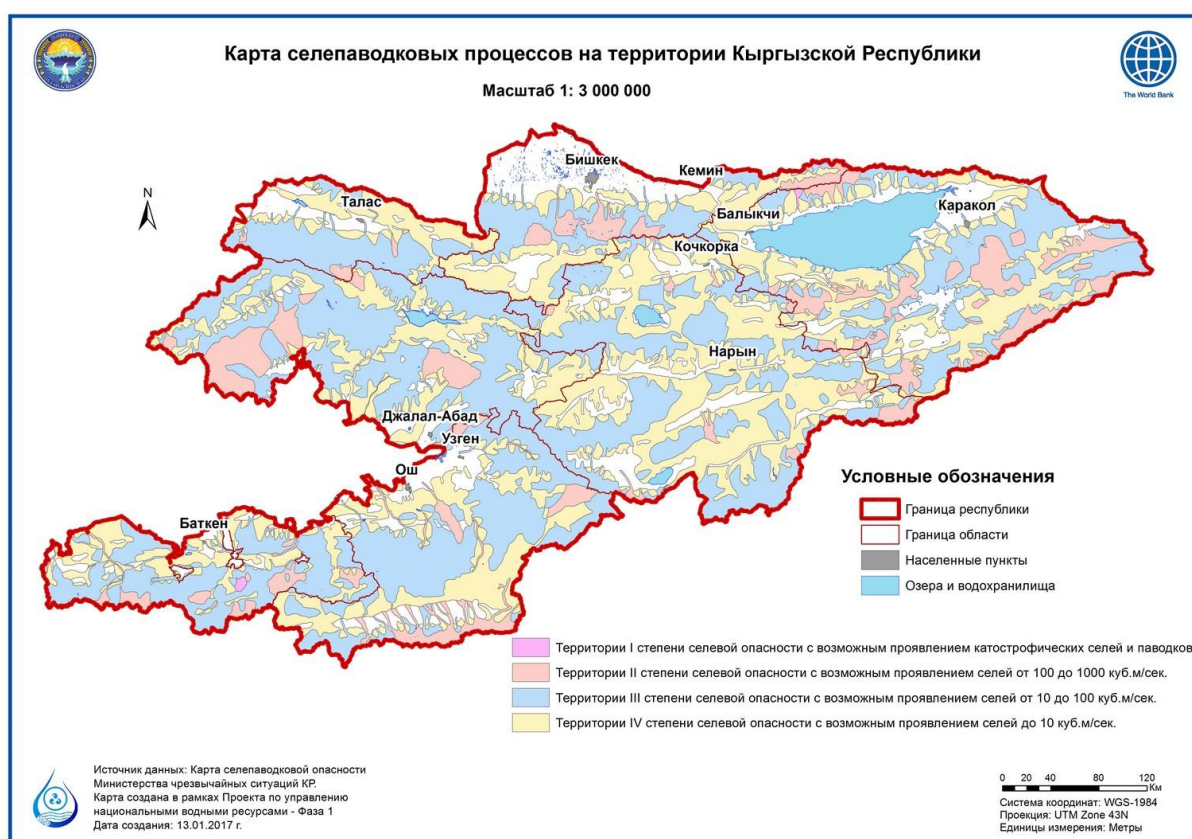 Карта селепаводковых процессов на территории Кыргызской Республики
Масштаб 1: 3 000 000
The World Bank
N
Бишкек
Кемин
Талас
Балыкчи
Каракол
Кочкорка
Нарын
Джалал-Абад
Узген
Ош
Баткен
Условные обозначения
Граница республики
Граница области
Населенные пункты
Озера и водохранилища
Территории I степени селевой опасности с возможным проявлением катострофических селей и паводков
Территории II степени селевой опасности с возможным проявлением селей от 100 до 1000 куб.м/сек.
Территории III степени селевой опасности с возможным проявлением селей от 10 до 100 куб.м/сек.
Территории IV степени селевой опасности с возможным проявлением селей до 10 куб.м/сек.
Источник данных: Карта селепаводковой опасности
Министерства чрезвычайных ситуаций КР.
Карта создана в рамках Проекта по управлению
национальными водными ресурсами - Фаза 1
Дата создания: 13.01.2017 г.
0 20 40 80 120
Км
Система координат: WGS-1984
Проекция: UTM Zone 43N
Единицы измерения: Метры